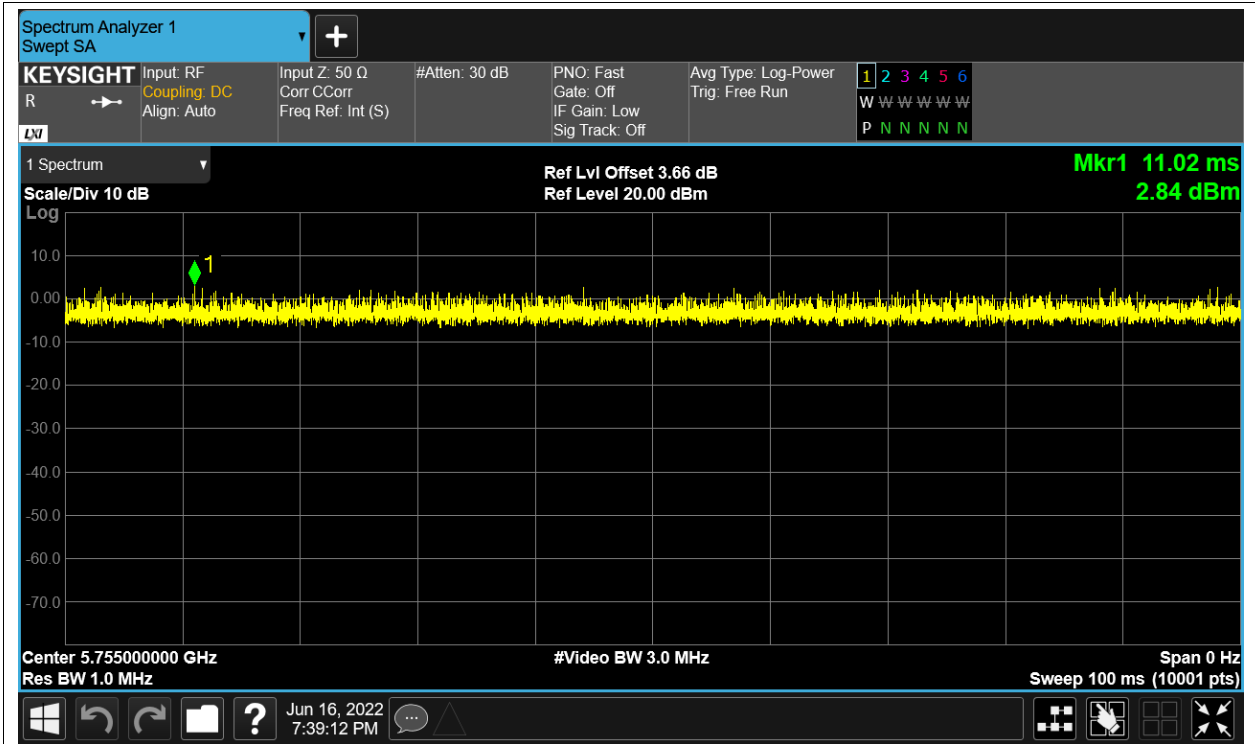 Spectrum Analyzer 1
Swept SA
+
KEYSIGHT
R
LXI
Input: RF
Coupling: DC
Align: Auto
Input Z: 50 Ω
Corr CCorr
Freq Ref: Int (S)
#Atten: 30 dB
PNO: Fast
Gate: Off
IF Gain: Low
Sig Track: Off
Avg Type: Log-Power
Trig: Free Run
1 2 3 4 5 6
W W W W W W
P N N N N N
1 Spectrum
Scale/Div 10 dB
Log
Ref Lvl Offset 3.66 dB
Ref Level 20.00 dBm
Mkr1 11.02 ms
2.84 dBm
10.0
1
0.00
-10.0
-20.0
-30.0
-40.0
-50.0
-60.0
-70.0
Center 5.755000000 GHz
#Video BW 3.0 MHz
Span 0 Hz
Res BW 1.0 MHz
Sweep 100 ms (10001 pts)
?
Jun 16, 2022
7:39:12 PM